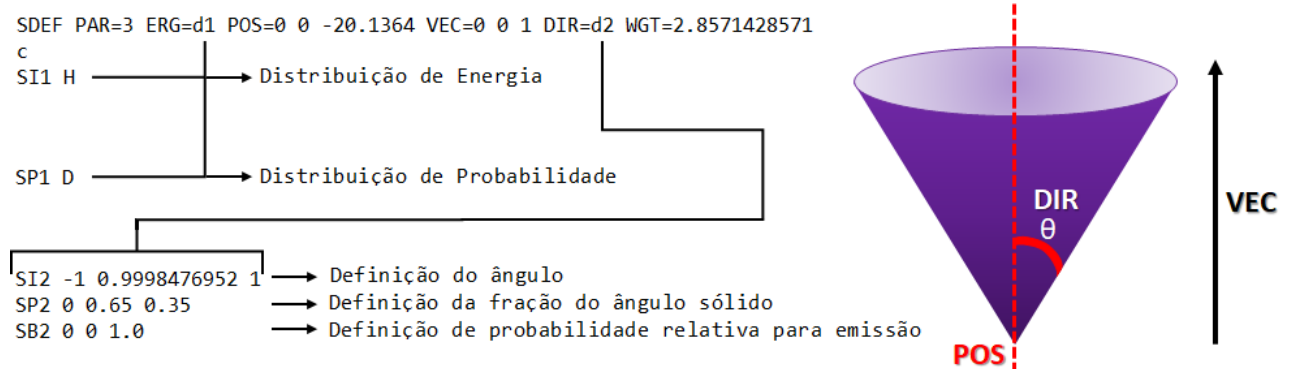 SDEF PAR=3 ERG=d1 POS=0 0 -20.1364 VEC=0 0 1 DIR=d2 WGT=2.8571428571
c
SI1 H Distribuição de Energia
SP1 D Distribuição de Probabilidade
SI2 -1 0.9998476952 1 Definição do ângulo
SP2 0 0.65 0.35 Definição da fração do ângulo sólido
SB2 0 0 1.0 Definição de probabilidade relativa para emissão
DIR
θ
VEC
POS